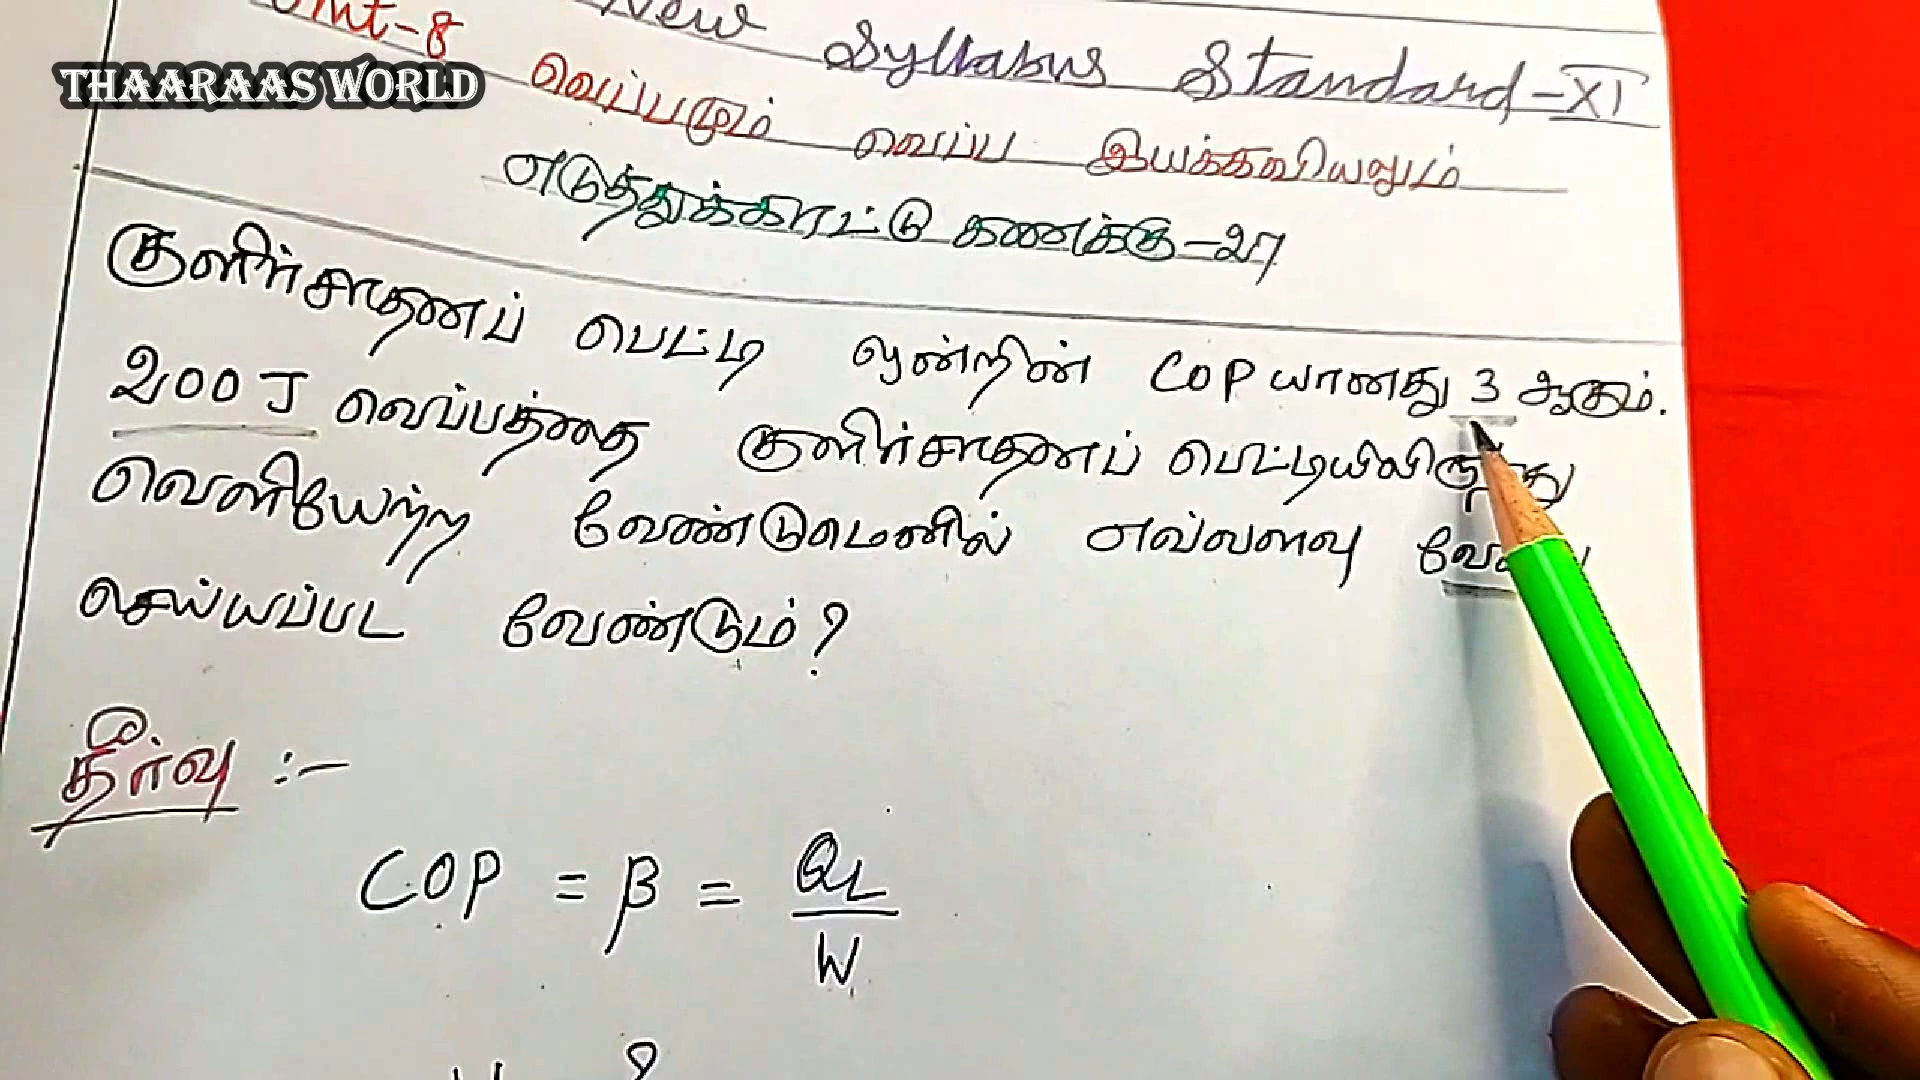 New Syllabus Standard-XI
Unit-8
THAARAAS WORLD
வெப்பமும் வெப்ப இயக்கவியலும்
எடுத்துக்காட்டு கணக்கு-27
குளிர்சாதனப் பெட்டி ஒன்றின் COP யானது 3 ஆகும்.
200 J வெப்பத்தை குளிர்சாதனப் பெட்டியிலிருந்து
வெளியேற்ற வேண்டுமெனில் எவ்வளவு
செய்யப்பட வேண்டும்?
தீர்வு :-
COP = β = QL
W